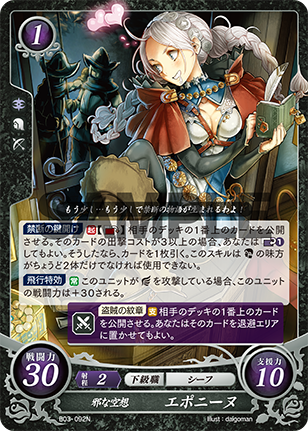 1
もう少し…もう少しで禁断の物語が生まれるわよ！
禁断の鍵開け 起【 】相手のデッキの1番上のカードを公開
させる。そのカードの出撃コストが3以上の場合、あなたは 1
してもよい。そうしたなら、カードを1枚引く。このスキルは の味方
がちょうど2体だけでなければ使用できない。
飛行特効 常 このユニットが を攻撃している場合、このユニット
の戦闘力は＋30される。
盗賊の紋章 支 相手のデッキの1番上のカード
を公開させる。あなたはそのカードを退避エリア
に置かせてもよい。
戦闘力
30
射程 2 下級職 シーフ
邪な空想 エポニーヌ
支援力
10
B03-092N
Illust：daigoman